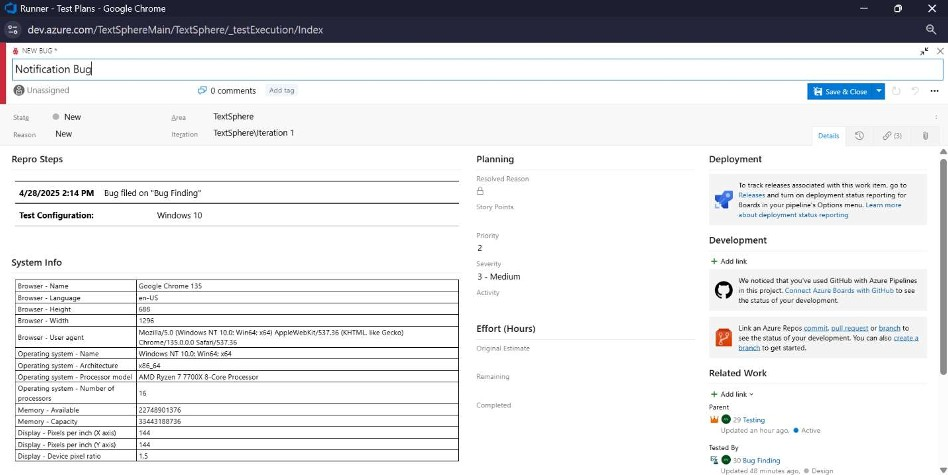 Runner - Test Plans - Google Chrome
dev.azure.com/TextSphereMain/TextSphere/_testExecution/Index
NEW BUG *
Notification Bug
Unassigned
0 comments
Add tag
Save & Close
State
New
Area
TextSphere
Reason
New
Iteration
TextSphere\Iteration 1
Details
(3)
Repro Steps
4/28/2025 2:14 PM Bug filed on "Bug Finding"
Test Configuration: Windows 10
System Info
Browser - Name Google Chrome 135
Browser - Language en-US
Browser - Height 688
Browser - Width 1296
Browser - User agent Mozilla/5.0 (Windows NT 10.0; Win64; x64) AppleWebKit/537.36 (KHTML, like Gecko)
Chrome/135.0.0.0 Safari/537.36
Operating system - Name Windows NT 10.0; Win64; x64
Operating system - Architecture x86_64
Operating system - Processor model AMD Ryzen 7 7700X 8-Core Processor
Operating system - Number of
processors 16
Memory - Available 22748901376
Memory - Capacity 33443188736
Display - Pixels per inch (X axis) 144
Display - Pixels per inch (Y axis) 144
Display - Device pixel ratio 1.5
Planning
Resolved Reason
Story Points
Priority
2
Severity
3 - Medium
Activity
Effort (Hours)
Original Estimate
Remaining
Completed
Deployment
To track releases associated with this work item, go to
Releases and turn on deployment status reporting for
Boards in your pipeline's Options menu. Learn more
about deployment status reporting
Development
+ Add link
We noticed that you've used GitHub with Azure Pipelines
in this project. Connect Azure Boards with GitHub to see
the status of your development.
Link an Azure Repos commit, pull request or branch to
see the status of your development. You can also create a
branch to get started.
Related Work
+ Add link
Parent
29 Testing
Updated an hour ago, Active
Tested By
30 Bug Finding
Updated 48 minutes ago, Design